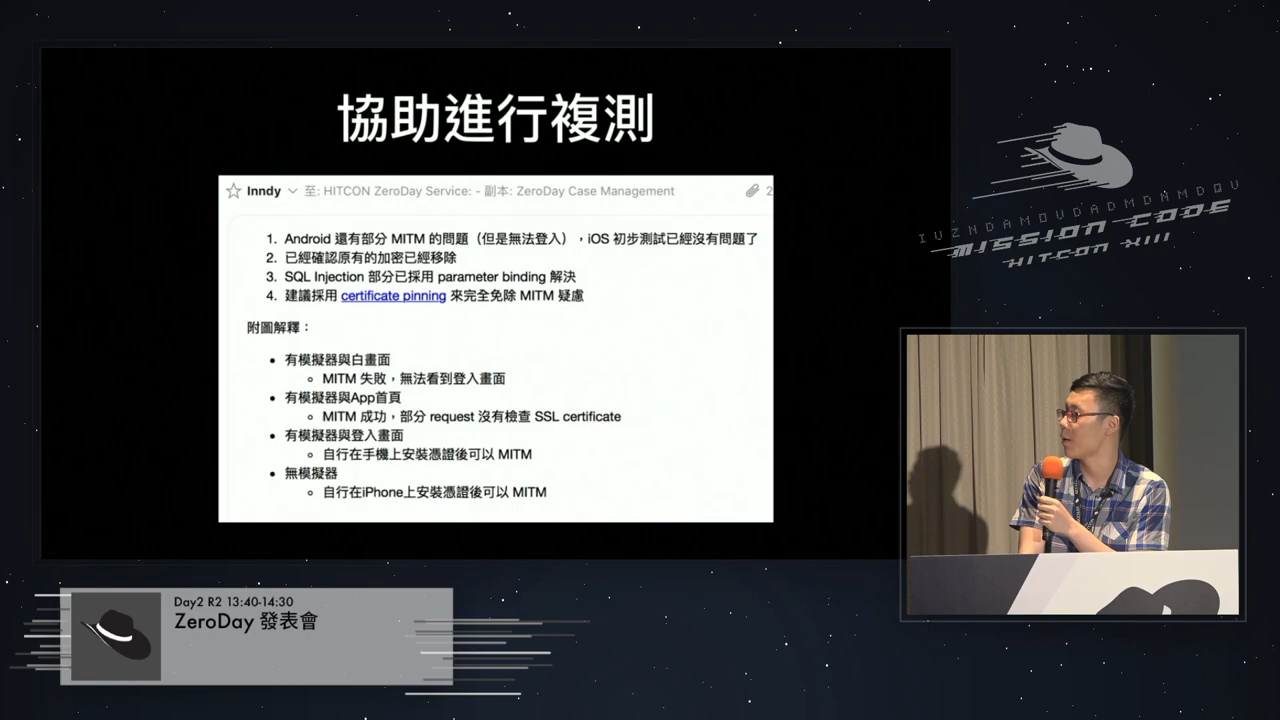 協助進行複測
Inndy 至: HITCON ZeroDay Service: - 副本: ZeroDay Case Management 2
1. Android 還有部分 MITM 的問題（但是無法登入），iOS 初步測試已經沒有問題了
2. 已經確認原有的加密已經移除
3. SQL Injection 部分已採用 parameter binding 解決
4. 建議採用 certificate pinning 來完全免除 MITM 疑慮
附圖解釋：
• 有模擬器與白畫面
◦ MITM 失敗，無法看到登入畫面
• 有模擬器與App首頁
◦ MITM 成功，部分 request 沒有檢查 SSL certificate
• 有模擬器與登入畫面
◦ 自行在手機上安裝憑證後可以 MITM
• 無模擬器
◦ 自行在iPhone上安裝憑證後可以 MITM
IVZNDAMOVDADMDNMDQV
MISSION CODE
HITCON XIII
Day2 R2 13:40-14:30
ZeroDay 發表會